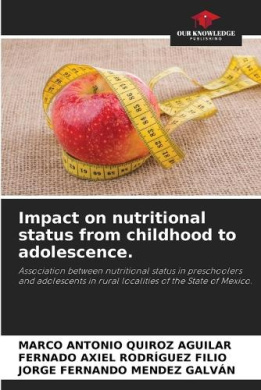 OUR KNOWLEDGE
PUBLISHING
Impact on nutritional
status from childhood to
adolescence.
Association between nutritional status in preschoolers
and adolescents in rural localities of the State of Mexico.
MARCO ANTONIO QUIROZ AGUILAR
FERNADO AXIEL RODRÍGUEZ FILIO
JORGE FERNANDO MENDEZ GALVÁN